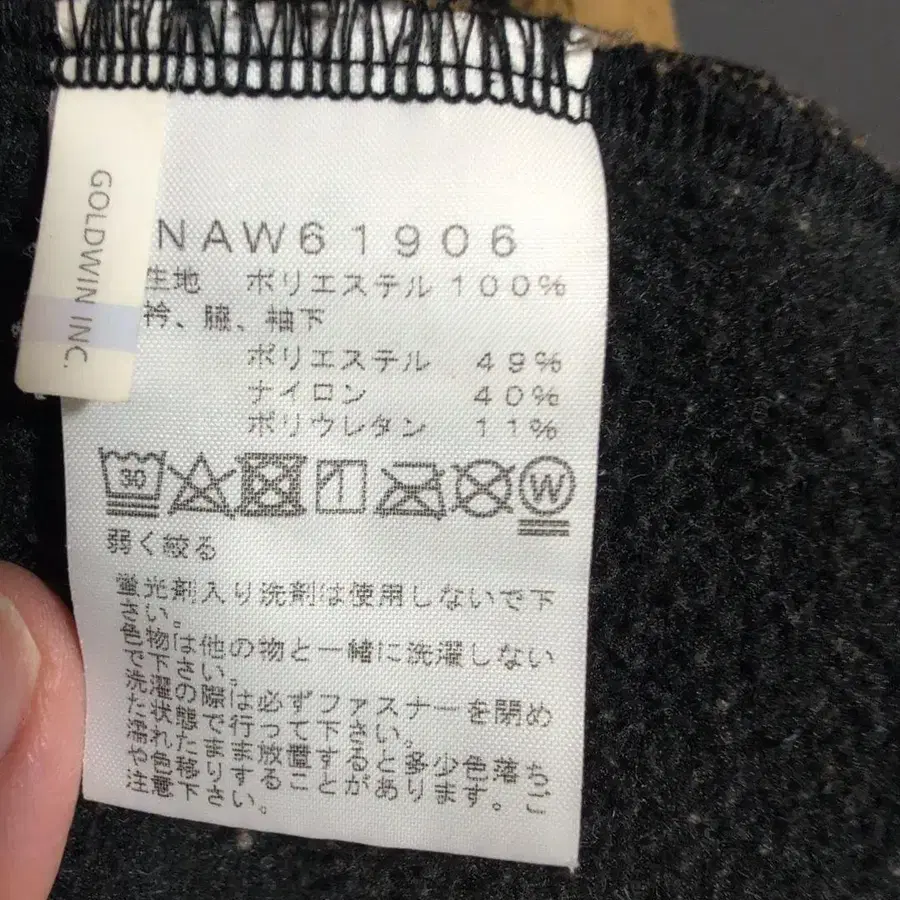 GOLDWIN INC.
NAW61906
生地 ポリエステル 100%
衿、脇、袖下
ポリエステル 49%
ナイロン 40%
ポリウレタン 11%
30
W
弱く絞る
蛍光剤入り洗剤は使用しないで下
さい。
色物は他の物と一緒に洗濯しない
で下さい。
洗濯の際は必ずファスナーを閉め
た状態で行って下さい。
濡れたまま放置すると多少色落ち
や色移りすることがあります。ご
注意下さい。